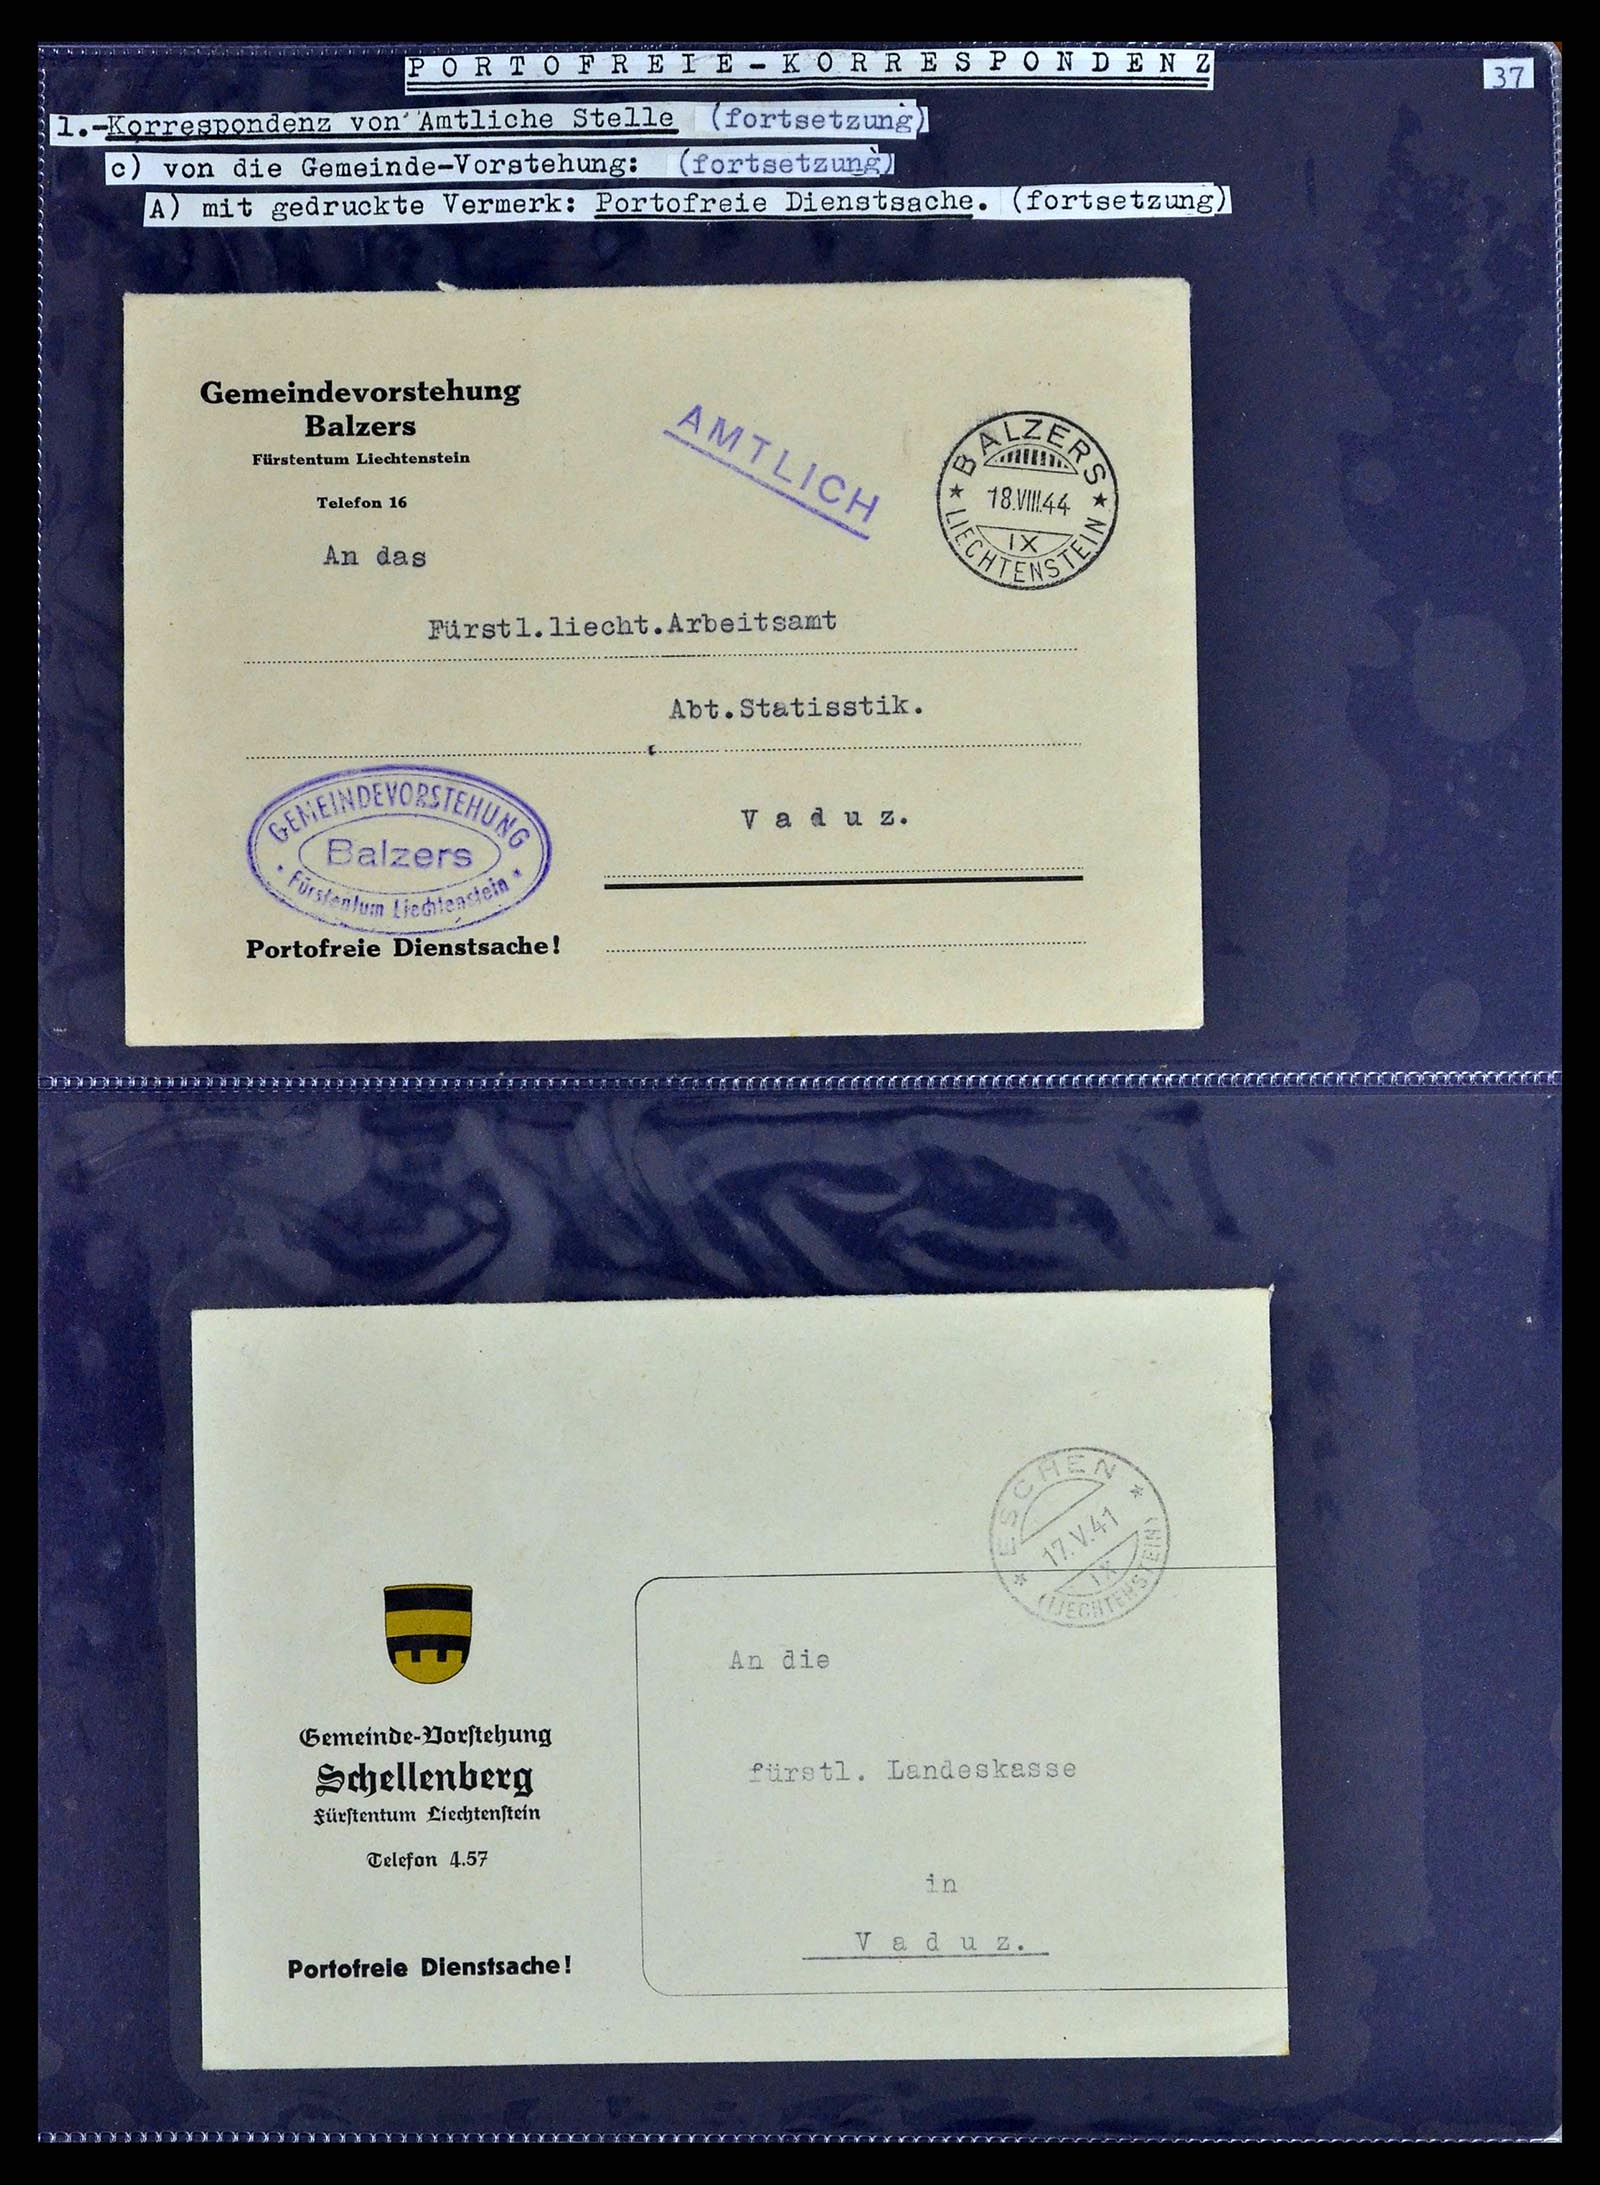 PORTOFREIE-KORRESPONDENZ
37
1.-Korrespondenz von Amtliche Stelle (fortsetzung)
c) von die Gemeinde-Vorstehung: (fortsetzung)
A) mit gedruckte Vermerk: Portofreie Dienstsache. (fortsetzung)
Gemeindevorstehung
Balzers
Fürstentum Liechtenstein
Telefon 16
AMTLICH
BALZERS
18.VIII.44
IX
LIECHTENSTEIN
An das
Fürstl.liecht.Arbeitsamt
Abt.Statisstik.
Vaduz.
GEMEINDEVORSTEHUNG
Balzers
Fürstentum Liechtenstein
Portofreie Dienstsache!
ESCHEN
17.V.41
IX
(LIECHTENSTEIN)
An die
fürstl. Landeskasse
in
Vaduz.
Gemeinde-Vorstehung
Schellenberg
Fürstentum Liechtenstein
Telefon 4.57
Portofreie Dienstsache!